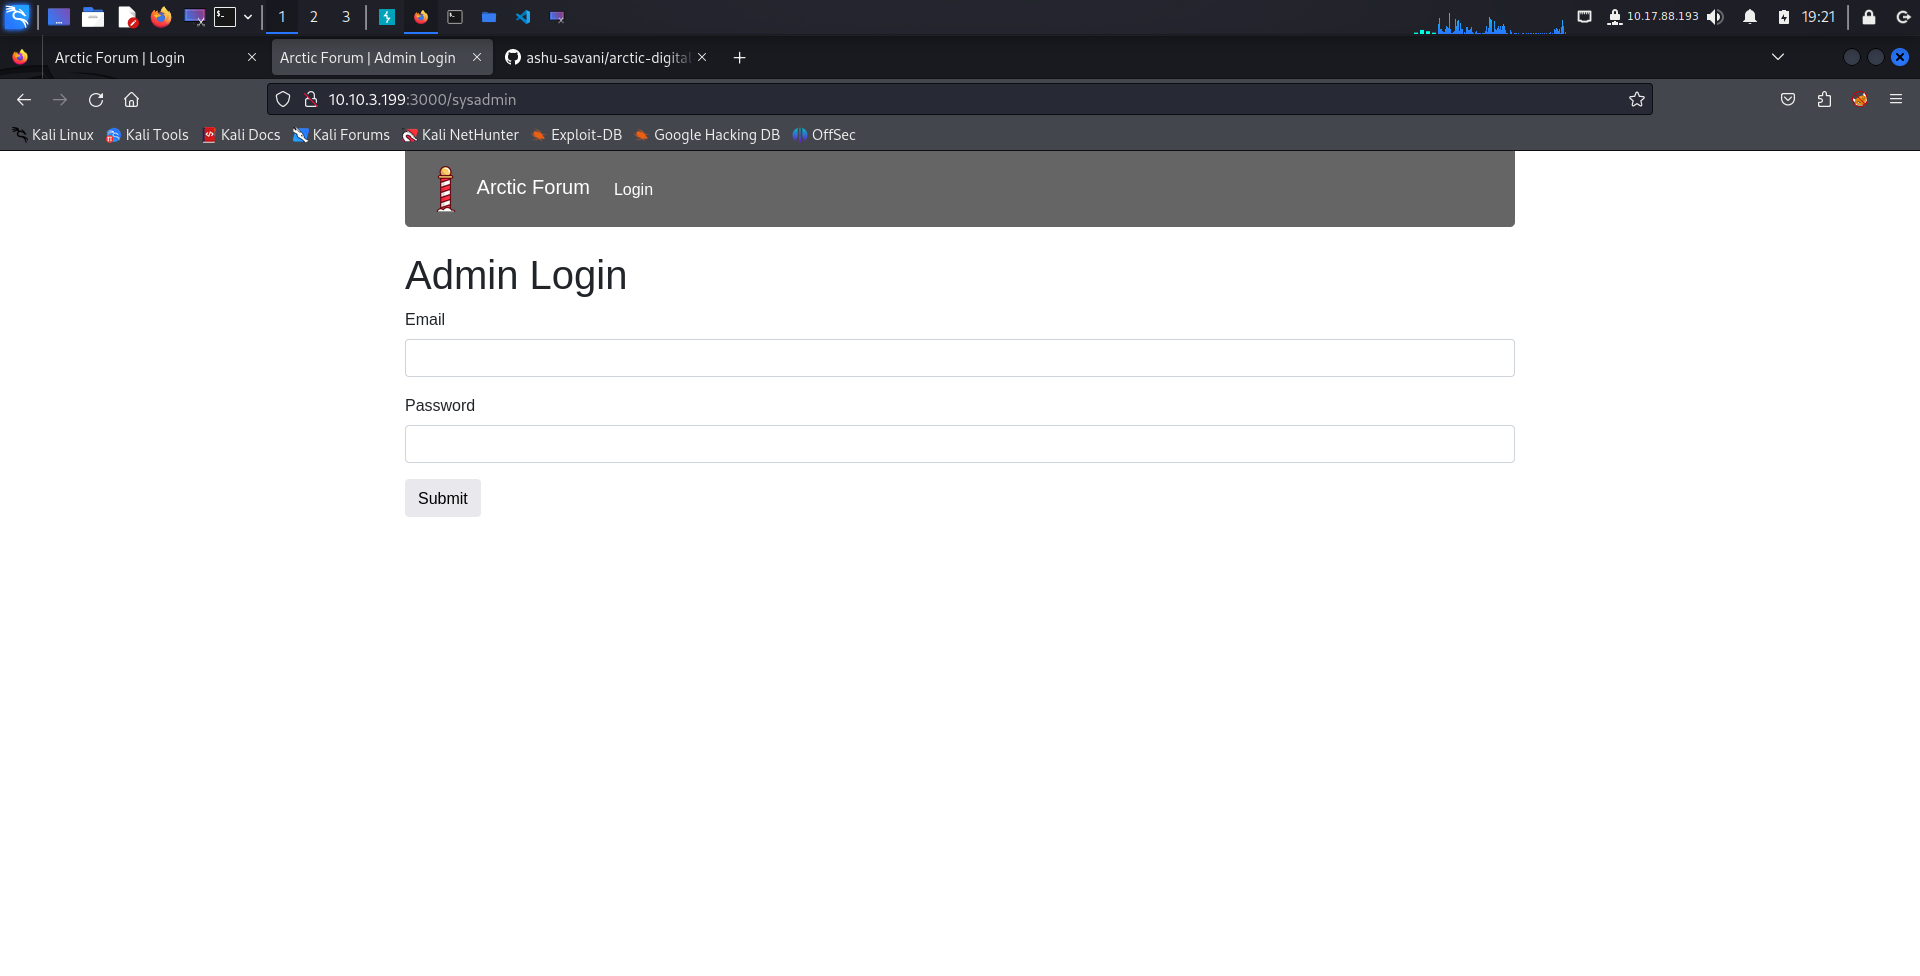 1 2 3 10.17.88.193 19:21
Arctic Forum | Login Arctic Forum | Admin Login ashu-savani/arctic-digital
10.10.3.199:3000/sysadmin
Kali Linux Kali Tools Kali Docs Kali Forums Kali NetHunter Exploit-DB Google Hacking DB OffSec
Arctic Forum Login
Admin Login
Email
Password
Submit